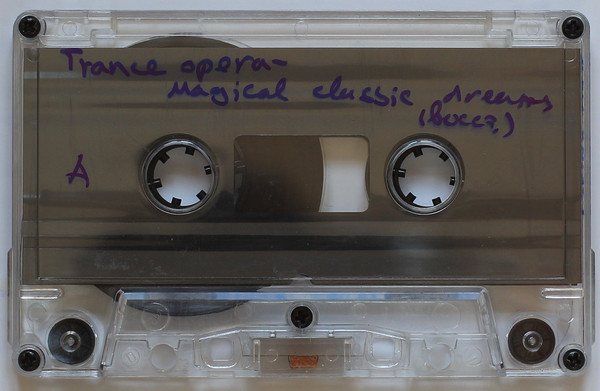 Trance opera-
Magical classic dreams
A